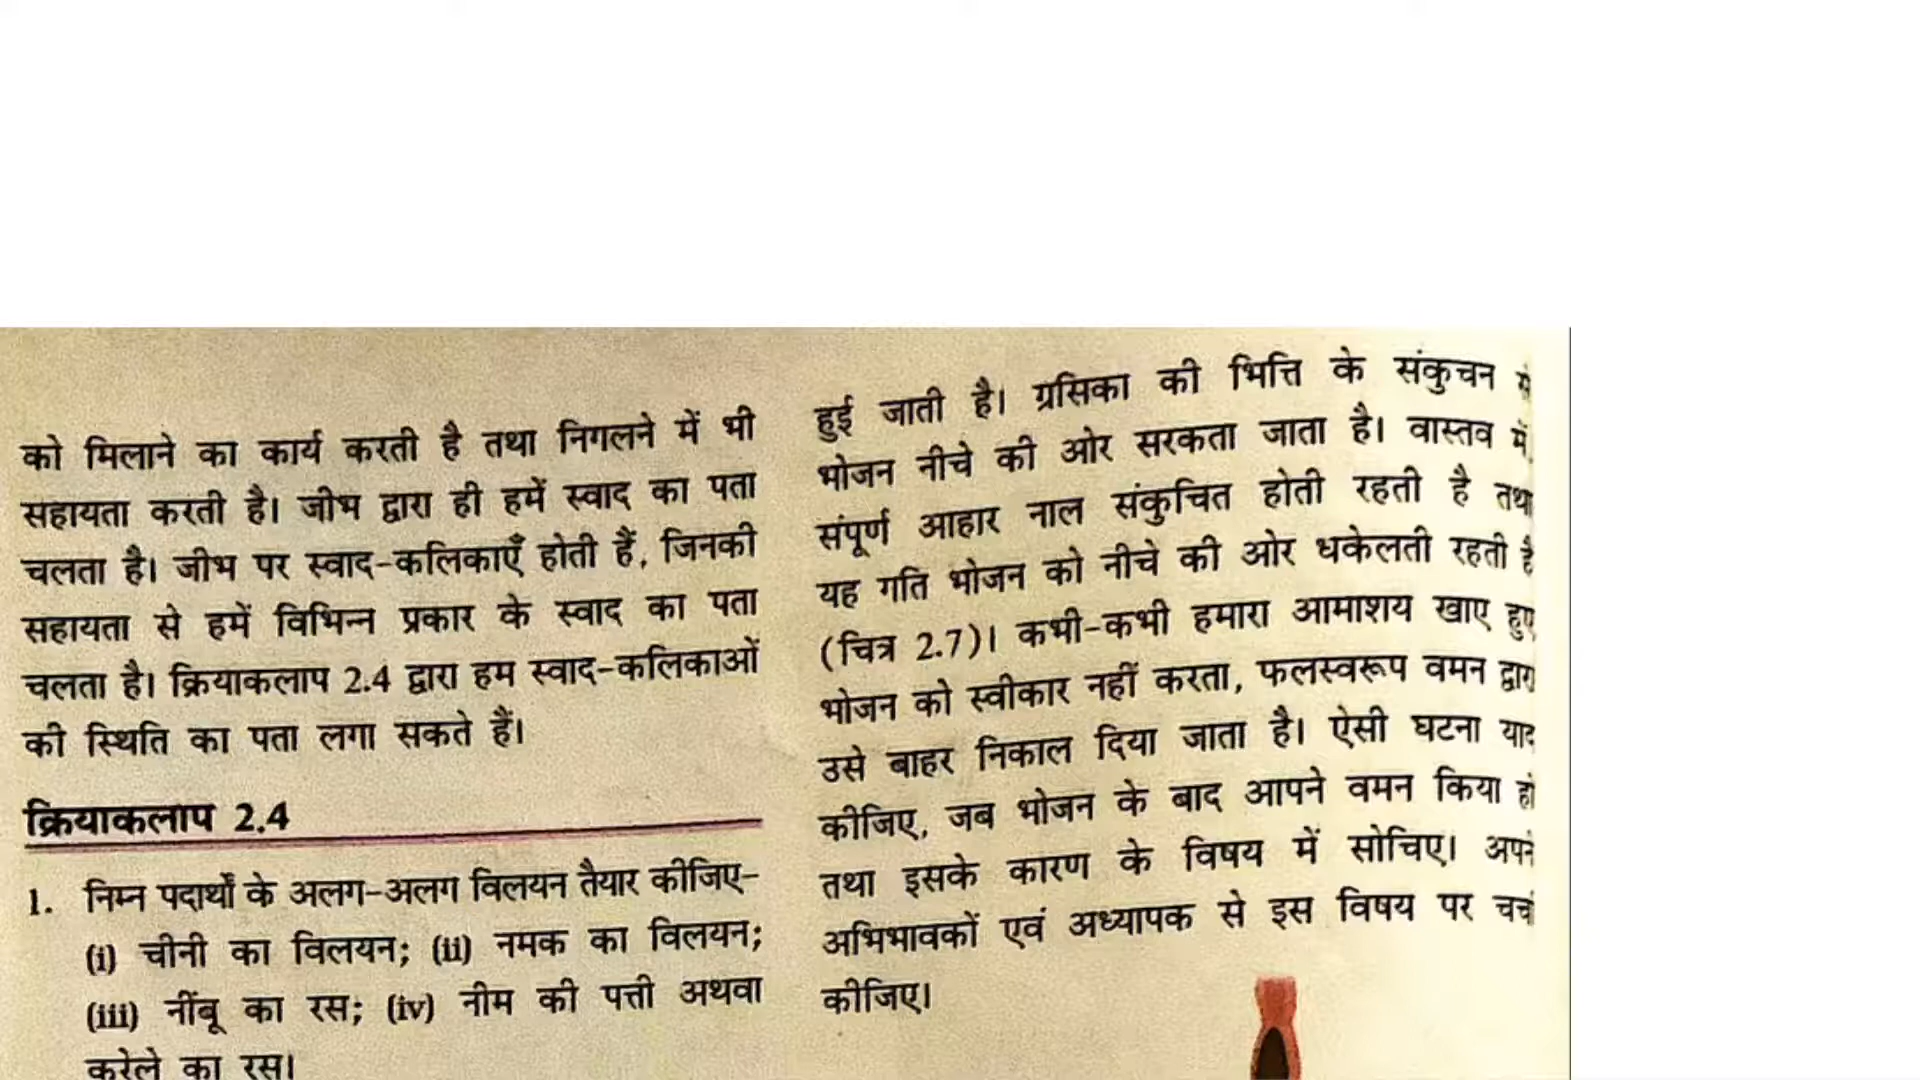 को मिलाने का कार्य करती है तथा निगलने में भी
सहायता करती है। जीभ द्वारा ही हमें स्वाद का पता
चलता है। जीभ पर स्वाद-कलिकाएँ होती हैं, जिनकी
सहायता से हमें विभिन्न प्रकार के स्वाद का पता
चलता है। क्रियाकलाप 2.4 द्वारा हम स्वाद-कलिकाओं
की स्थिति का पता लगा सकते हैं।
क्रियाकलाप 2.4
1. निम्न पदार्थों के अलग-अलग विलयन तैयार कीजिए-
(i) चीनी का विलयन; (ii) नमक का विलयन;
(iii) नींबू का रस; (iv) नीम की पत्ती अथवा
करेले का रस।
हुई जाती है। ग्रसिका की भित्ति के संकुचन से
भोजन नीचे की ओर सरकता जाता है। वास्तव में,
संपूर्ण आहार नाल संकुचित होती रहती है तथा
यह गति भोजन को नीचे की ओर धकेलती रहती है
(चित्र 2.7)। कभी-कभी हमारा आमाशय खाए हुए
भोजन को स्वीकार नहीं करता, फलस्वरूप वमन द्वारा
उसे बाहर निकाल दिया जाता है। ऐसी घटना याद
कीजिए, जब भोजन के बाद आपने वमन किया हो
तथा इसके कारण के विषय में सोचिए। अपने
अभिभावकों एवं अध्यापक से इस विषय पर चर्चा
कीजिए।